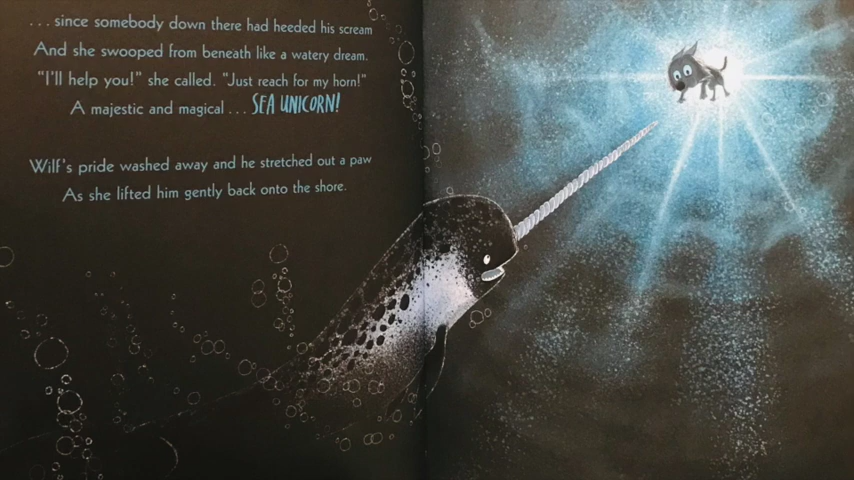 ...since somebody down there had heeded his scream
And she swooped from beneath like a watery dream.
"I'll help you!" she called. "Just reach for my horn!"
A majestic and magical... SEA UNICORN!
Wilf's pride washed away and he stretched out a paw
As she lifted him gently back onto the shore.